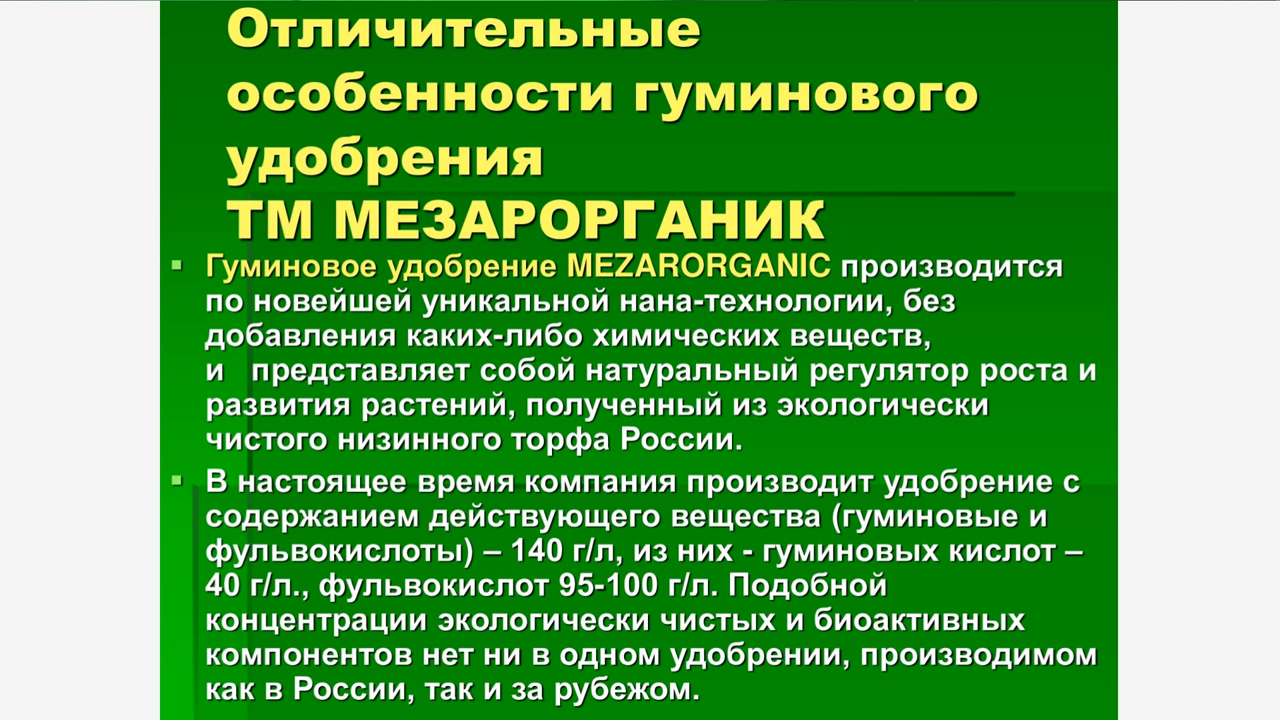 Отличительные
особенности гуминового
удобрения
ТМ МЕЗАРОРГАНИК
Гуминовое удобрение MEZARORGANIC производится
по новейшей уникальной нана-технологии, без
добавления каких-либо химических веществ,
и представляет собой натуральный регулятор роста и
развития растений, полученный из экологически
чистого низинного торфа России.
В настоящее время компания производит удобрение с
содержанием действующего вещества (гуминовые и
фульвокислоты) – 140 г/л, из них - гуминовых кислот –
40 г/л., фульвокислот 95-100 г/л. Подобной
концентрации экологически чистых и биоактивных
компонентов нет ни в одном удобрении, производимом
как в России, так и за рубежом.